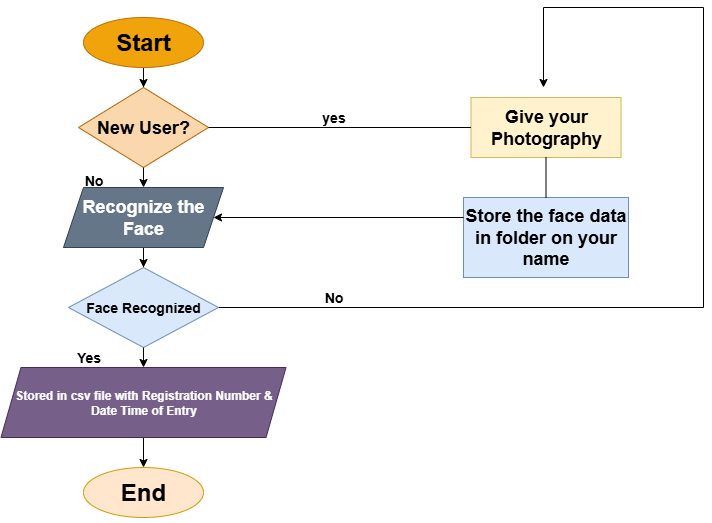 Start
New User?
yes
Give your
Photography
No
Recognize the
Face
Store the face data
in folder on your
name
Face Recognized
No
Yes
Stored in csv file with Registration Number &
Date Time of Entry
End